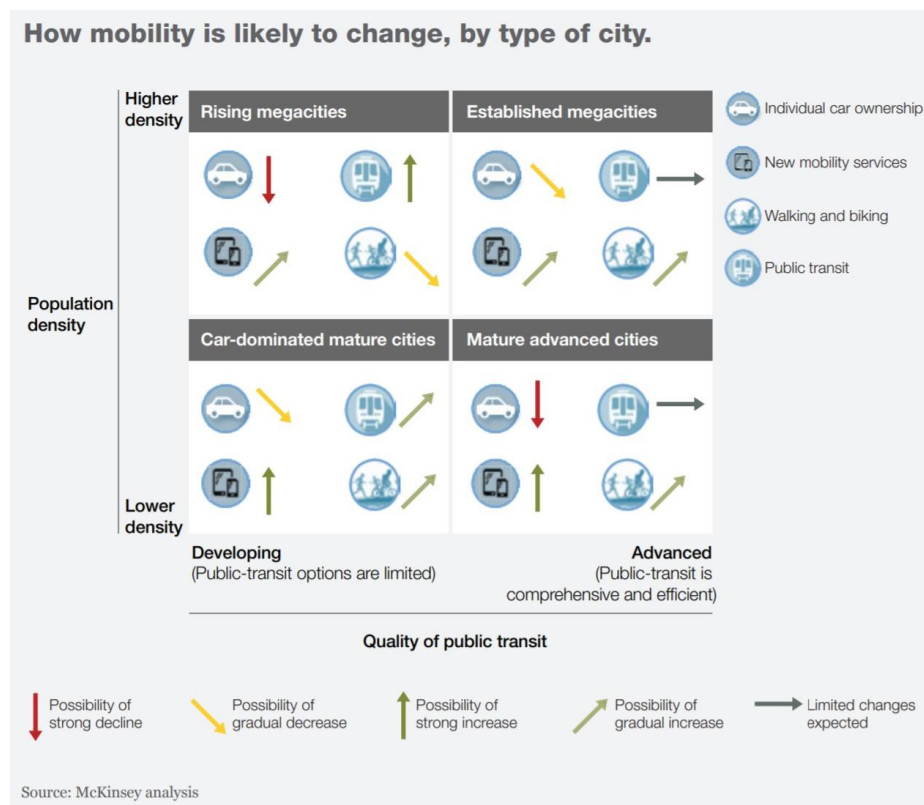 How mobility is likely to change, by type of city.
Higher
density
Rising megacities
Established megacities
Individual car ownership
New mobility services
Walking and biking
Public transit
Population
density
Car-dominated mature cities
Mature advanced cities
Lower
density
Developing
(Public-transit options are limited)
Advanced
(Public-transit is
comprehensive and efficient)
Quality of public transit
Possibility of
strong decline
Possibility of
gradual decrease
Possibility of
strong increase
Possibility of
gradual increase
Limited changes
expected
Source: McKinsey analysis